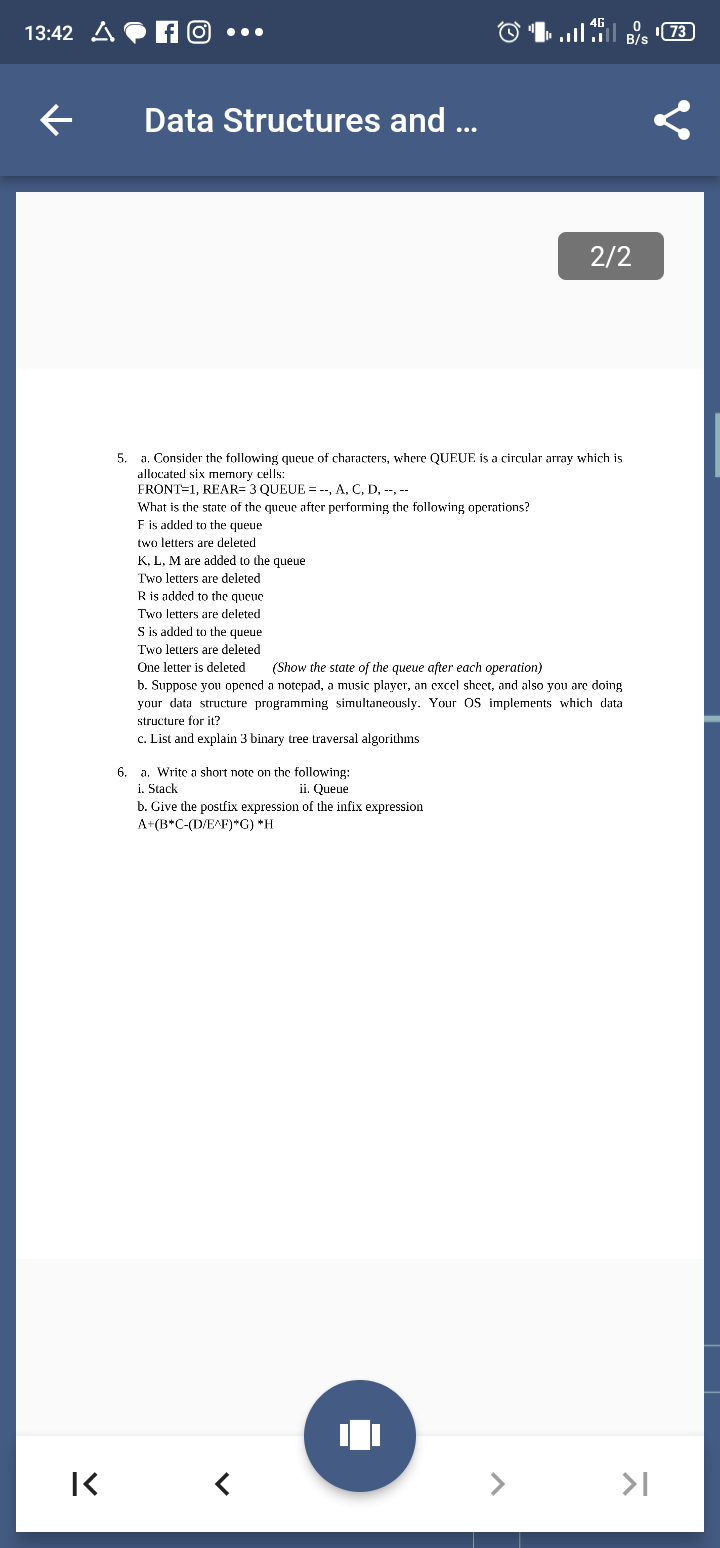 13:42
4G
0
B/s
73
Data Structures and ...
2/2
5. a. Consider the following queue of characters, where QUEUE is a circular array which is
allocated six memory cells:
FRONT=1, REAR= 3 QUEUE = --, A, C, D, --, --
What is the state of the queue after performing the following operations?
F is added to the queue
two letters are deleted
K, L, M are added to the queue
Two letters are deleted
R is added to the queue
Two letters are deleted
S is added to the queue
Two letters are deleted
One letter is deleted (Show the state of the queue after each operation)
b. Suppose you opened a notepad, a music player, an excel sheet, and also you are doing
your data structure programming simultaneously. Your OS implements which data
structure for it?
c. List and explain 3 binary tree traversal algorithms
6. a. Write a short note on the following:
i. Stack ii. Queue
b. Give the postfix expression of the infix expression
A+(B*C-(D/E^F)*G) *H